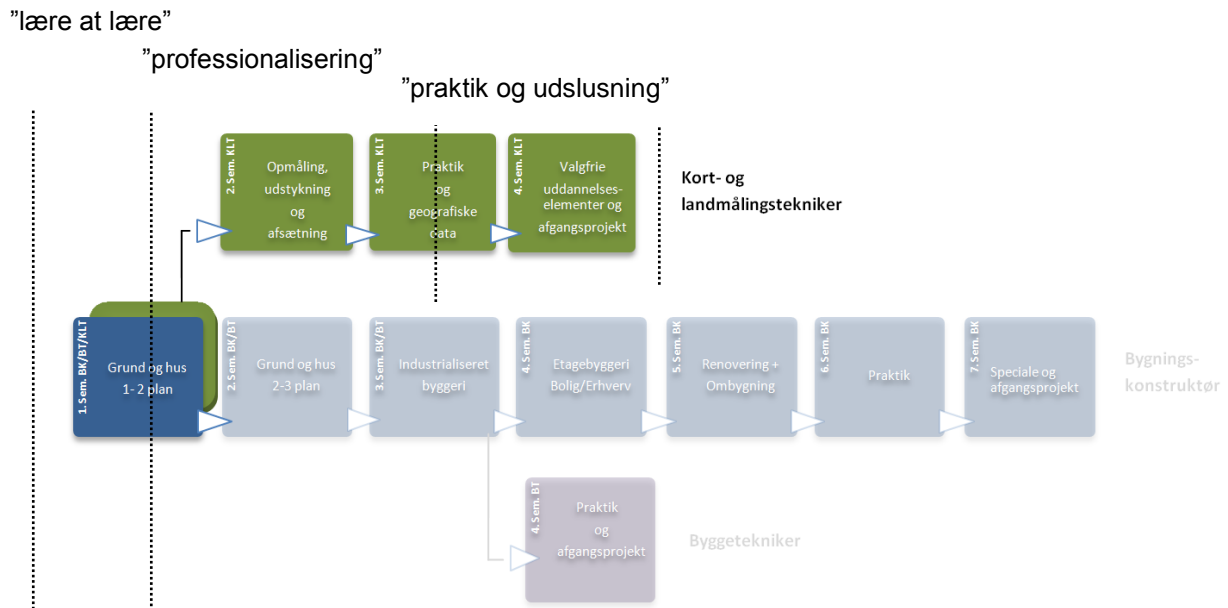 ”lære at lære”
”professionalisering”
”praktik og udslusning”
2. Sem. KLT
Opmåling,
udstykning
og
afsætning
3. Sem. KLT
Praktik
og
geografiske
data
4. Sem. KLT
Valgfrie
uddannelses-
elementer og
afgangsprojekt
Kort- og
landmålingstekniker
1. Sem. BK/BT/KLT
Grund og hus
1- 2 plan
2. Sem. BK/BT
Grund og hus
2-3 plan
3. Sem. BK/BT
Industrialiseret
byggeri
4. Sem. BK
Etagebyggeri
Bolig/Erhverv
5. Sem. BK
Renovering +
Ombygning
6. Sem. BK
Praktik
7. Sem. BK
Speciale og
afgangsprojekt
Bygnings-
konstruktør
4. Sem. BT
Praktik
og
afgangsprojekt
Byggetekniker